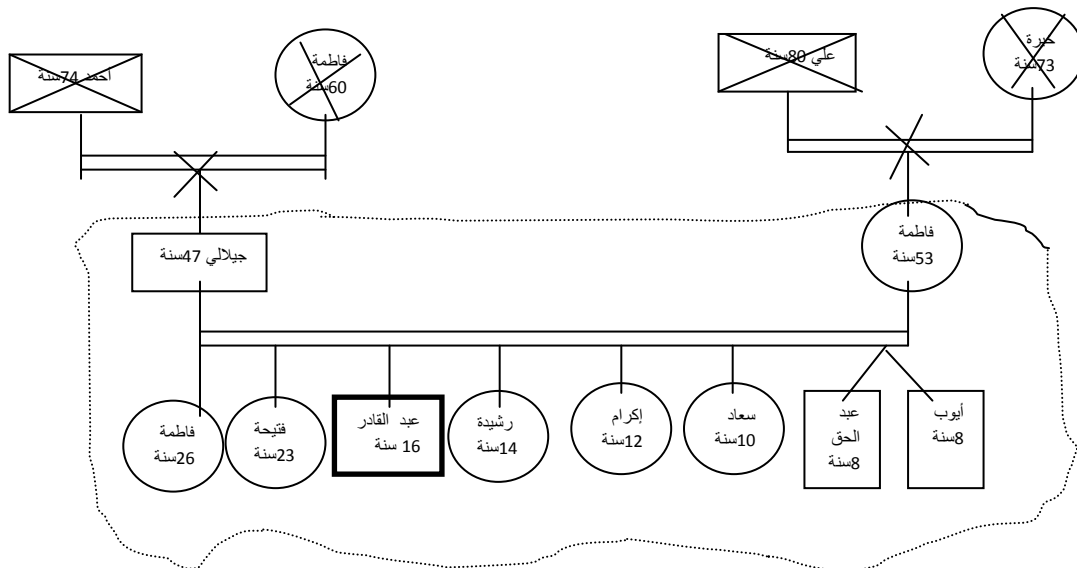 حيرة
73سنة
علي 80سنة
فاطمة
60سنة
احمد 74سنة
فاطمة
53سنة
جيلالي 47سنة
أيوب
8سنة
عبد
الحق
8سنة
سعاد
10سنة
إكرام
12سنة
رشيدة
14سنة
عبد القادر
16 سنة
فتيحة
23سنة
فاطمة
26سنة